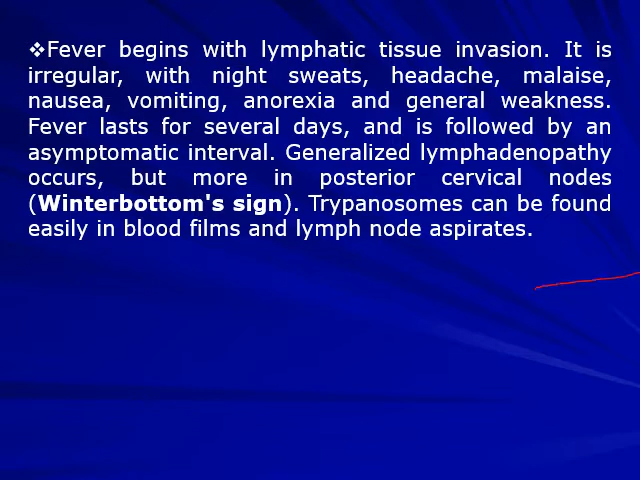 ❖Fever begins with lymphatic tissue invasion. It is
irregular, with night sweats, headache, malaise,
nausea, vomiting, anorexia and general weakness.
Fever lasts for several days, and is followed by an
asymptomatic interval. Generalized lymphadenopathy
occurs, but more in posterior cervical nodes
(Winterbottom's sign). Trypanosomes can be found
easily in blood films and lymph node aspirates.